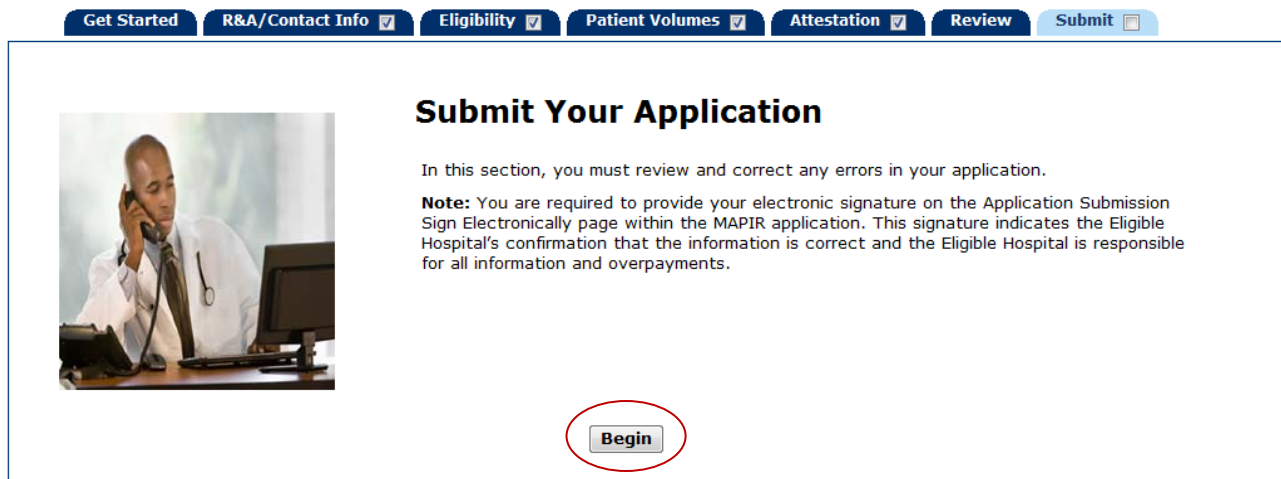 Get Started R&A/Contact Info Eligibility Patient Volumes Attestation Review Submit
Submit Your Application
In this section, you must review and correct any errors in your application.
Note: You are required to provide your electronic signature on the Application Submission
Sign Electronically page within the MAPIR application. This signature indicates the Eligible
Hospital's confirmation that the information is correct and the Eligible Hospital is responsible
for all information and overpayments.
Begin